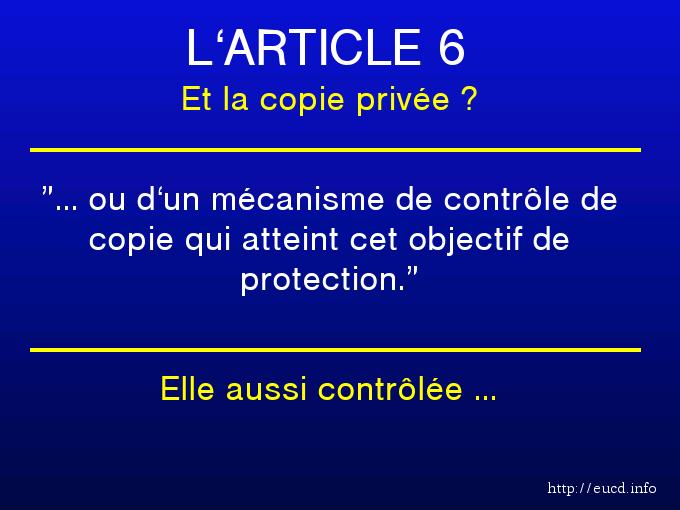 L‘ARTICLE 6
Et la copie privée ?
”... ou d‘un mécanisme de contrôle de
copie qui atteint cet objectif de
protection.”
Elle aussi contrôlée ...
http://eucd.info